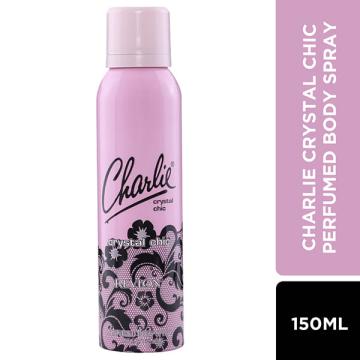 Charlie®
crystal
chic
crystal chic
REVLON
CHARLIE CRYSTAL CHIC
PERFUMED BODY SPRAY
150ML